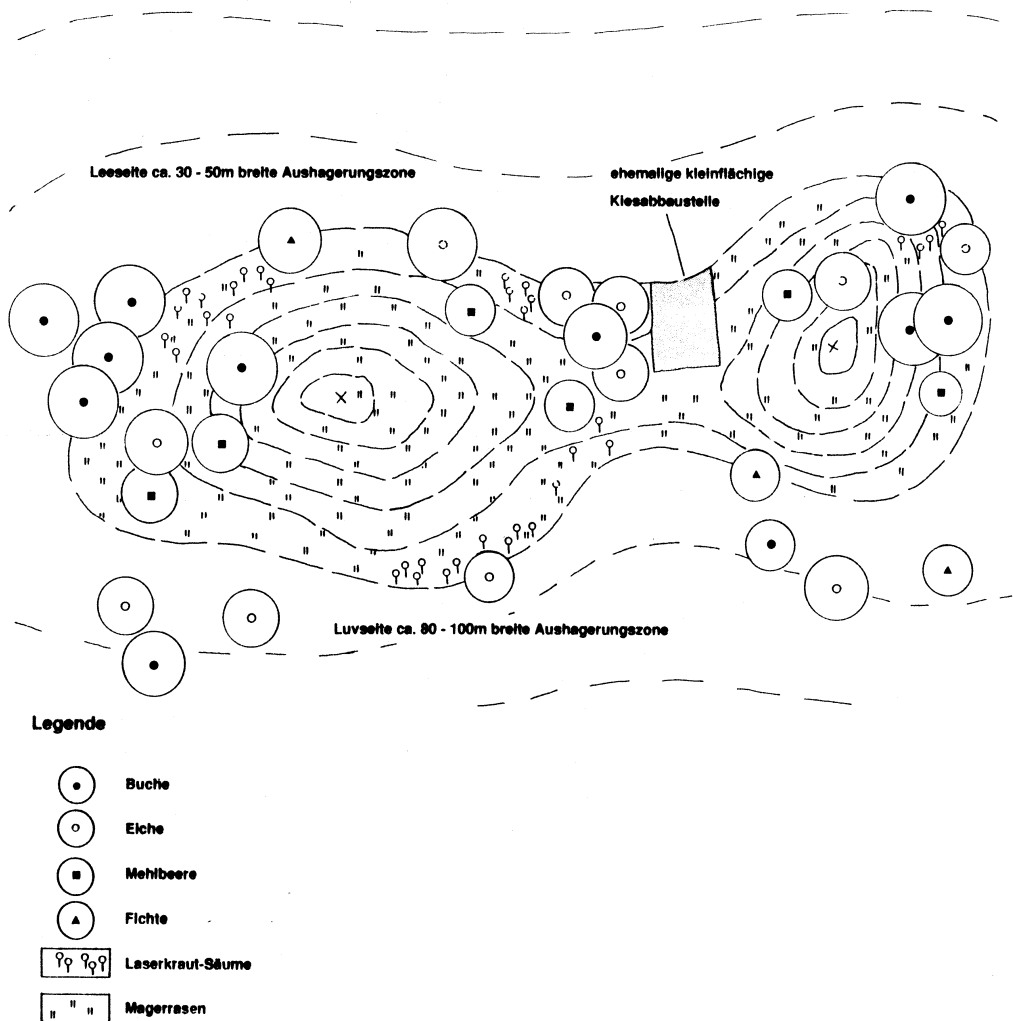 Leeseite ca. 30 - 50m breite Aushagerungszone
ehemalige kleinflächige
Kiesabbaustelle
Luvseite ca. 80 - 100m breite Aushagerungszone
Legende
Buche
Eiche
Mehlbeere
Fichte
Laserkraut-Säume
Magerrasen